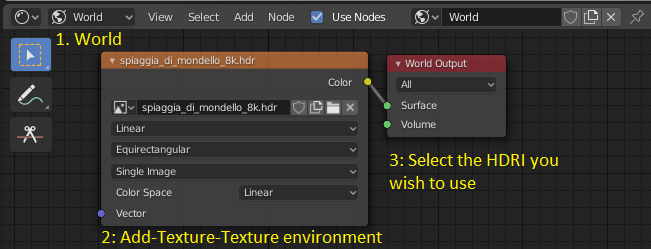 World View Select Add Node Use Nodes World
1. World
spiaggia_di_mondello_8k.hdr
Color
spiaggia_di_mondello_8k.hdr
Linear
Equirectangular
Single Image
Color Space Linear
Vector
World Output
All
Surface
Volume
3: Select the HDRI you
wish to use
2: Add-Texture-Texture environment